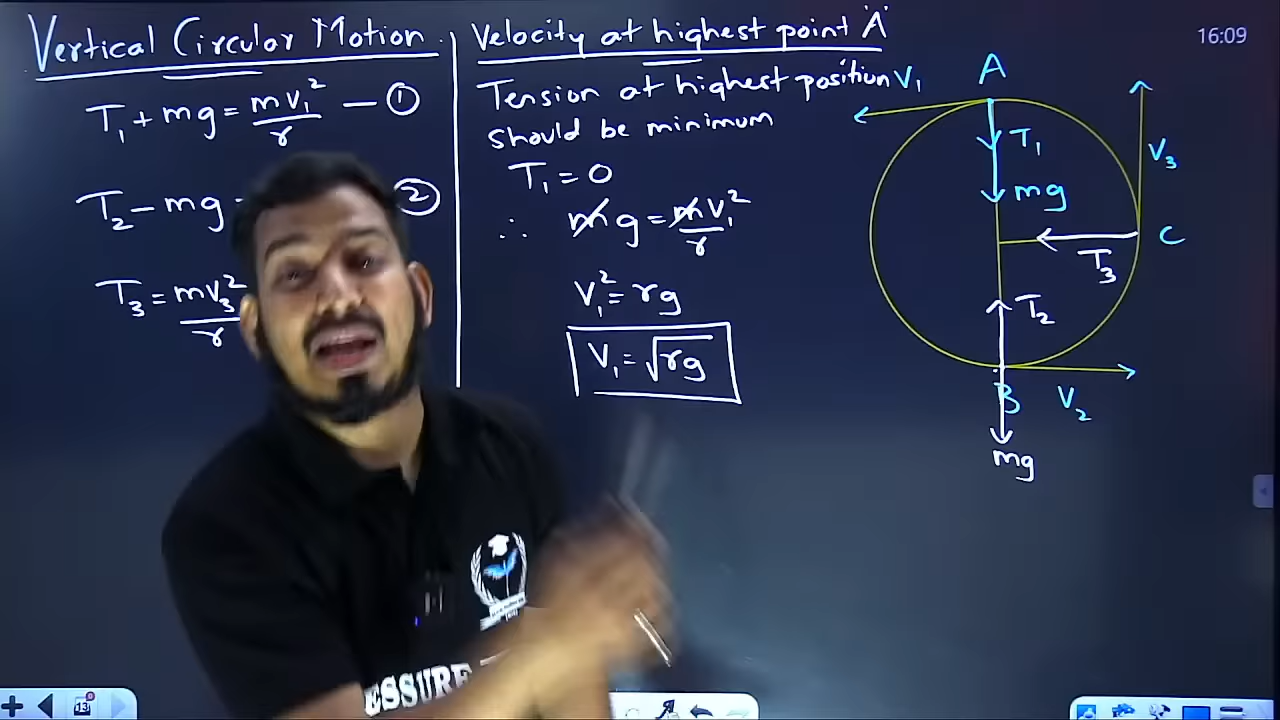 Vertical Circular Motion
T₁ + mg = mv₁²/r — ①
T₂ - mg ②
T₃ = mv₃²/r
Velocity at highest point 'A'
Tension at highest position
should be minimum
T₁ = 0
∴ mg = mv₁²/r
v₁² = rg
V₁ = √rg
16:09
A
V₁
T₁
mg
V₃
C
T₃
T₂
B
V₂
mg
ESSURE
13